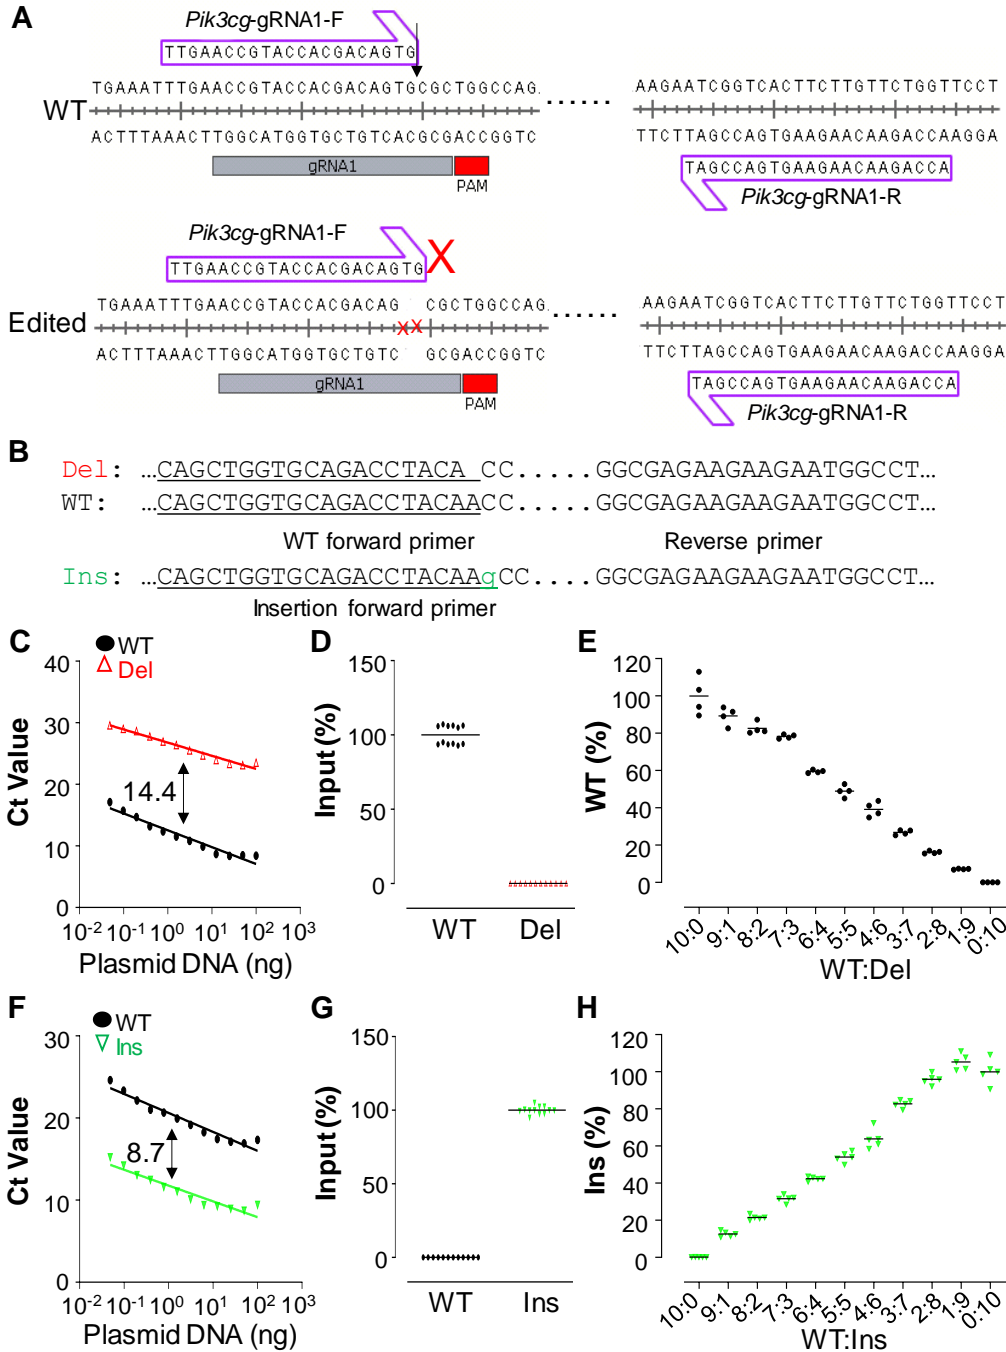 A
Pik3cg-gRNA1-F
TTGAACCGTACCACGACAGTG
TGAAATTTGAACCGTACCACGACAGTGCGCTGGCCAG
......
AAGAATCGGTCACTTCTTGTTCTGGTTCCT
WT
ACTTTAAACTTGGCATGGTGCTGTCACGCGACCGGTC
TTCTTAGCCAGTGAAGAACAAGACCAAGGA
gRNA1
PAM
TAGCCAGTGAAGAACAAGACCA
Pik3cg-gRNA1-R
Pik3cg-gRNA1-F
X
TTGAACCGTACCACGACAGTG
TGAAATTTGAACCGTACCACGACAG CGCTGGCCAG
......
AAGAATCGGTCACTTCTTGTTCTGGTTCCT
Edited
X X
ACTTTAAACTTGGCATGGTGCTGTC GCGACCGGTC
TTCTTAGCCAGTGAAGAACAAGACCAAGGA
gRNA1
PAM
TAGCCAGTGAAGAACAAGACCA
Pik3cg-gRNA1-R
B
Del: ...CAGCTGGTGCAGACCTACA CC.....GGCGAGAAGAAGAATGGCCT...
WT: ...CAGCTGGTGCAGACCTACAACC.....GGCGAGAAGAAGAATGGCCT...
WT forward primer Reverse primer
Ins: ...CAGCTGGTGCAGACCTACAAgCC....GGCGAGAAGAAGAATGGCCT...
Insertion forward primer
C
WT
Del
Ct Value
40
30
20
10
0
14.4
10-2 10-1 100 101 102 102
Plasmid DNA (ng)
D
Input (%)
150
100
50
0
WT Del
E
WT (%)
120
100
80
60
40
20
0
10:0 9:1 8:2 7:3 6:4 5:5 4:6 3:7 2:8 1:9 0:10
WT:Del
F
WT
Ins
Ct Value
30
20
10
0
8.7
10-2 10-1 100 101 102 102
Plasmid DNA (ng)
G
Input (%)
150
100
50
0
WT Ins
H
Ins (%)
120
100
80
60
40
20
0
10:0 9:1 8:2 7:3 6:4 5:5 4:6 3:7 2:8 1:9 0:10
WT:Ins